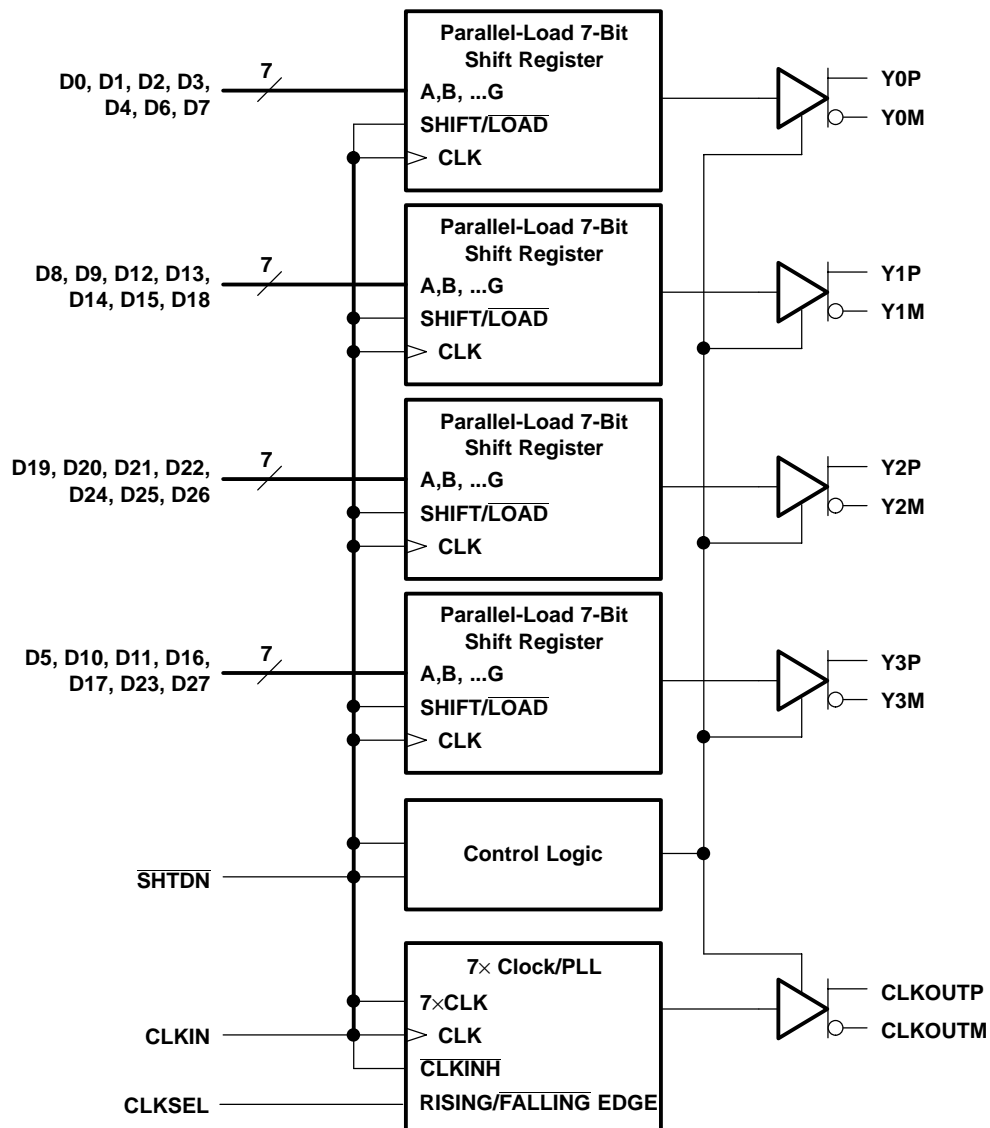 Parallel-Load 7-Bit
Shift Register
D0, D1, D2, D3,
D4, D6, D7
7
A,B, ...G
SHIFT/LOAD
CLK
Y0P
Y0M
Parallel-Load 7-Bit
Shift Register
D8, D9, D12, D13,
D14, D15, D18
7
A,B, ...G
SHIFT/LOAD
CLK
Y1P
Y1M
Parallel-Load 7-Bit
Shift Register
D19, D20, D21, D22,
D24, D25, D26
7
A,B, ...G
SHIFT/LOAD
CLK
Y2P
Y2M
Parallel-Load 7-Bit
Shift Register
D5, D10, D11, D16,
D17, D23, D27
7
A,B, ...G
SHIFT/LOAD
CLK
Y3P
Y3M
SHTDN
Control Logic
7× Clock/PLL
7×CLK
CLKIN
CLK
CLKINH
CLKSEL
RISING/FALLING EDGE
CLKOUTP
CLKOUTM